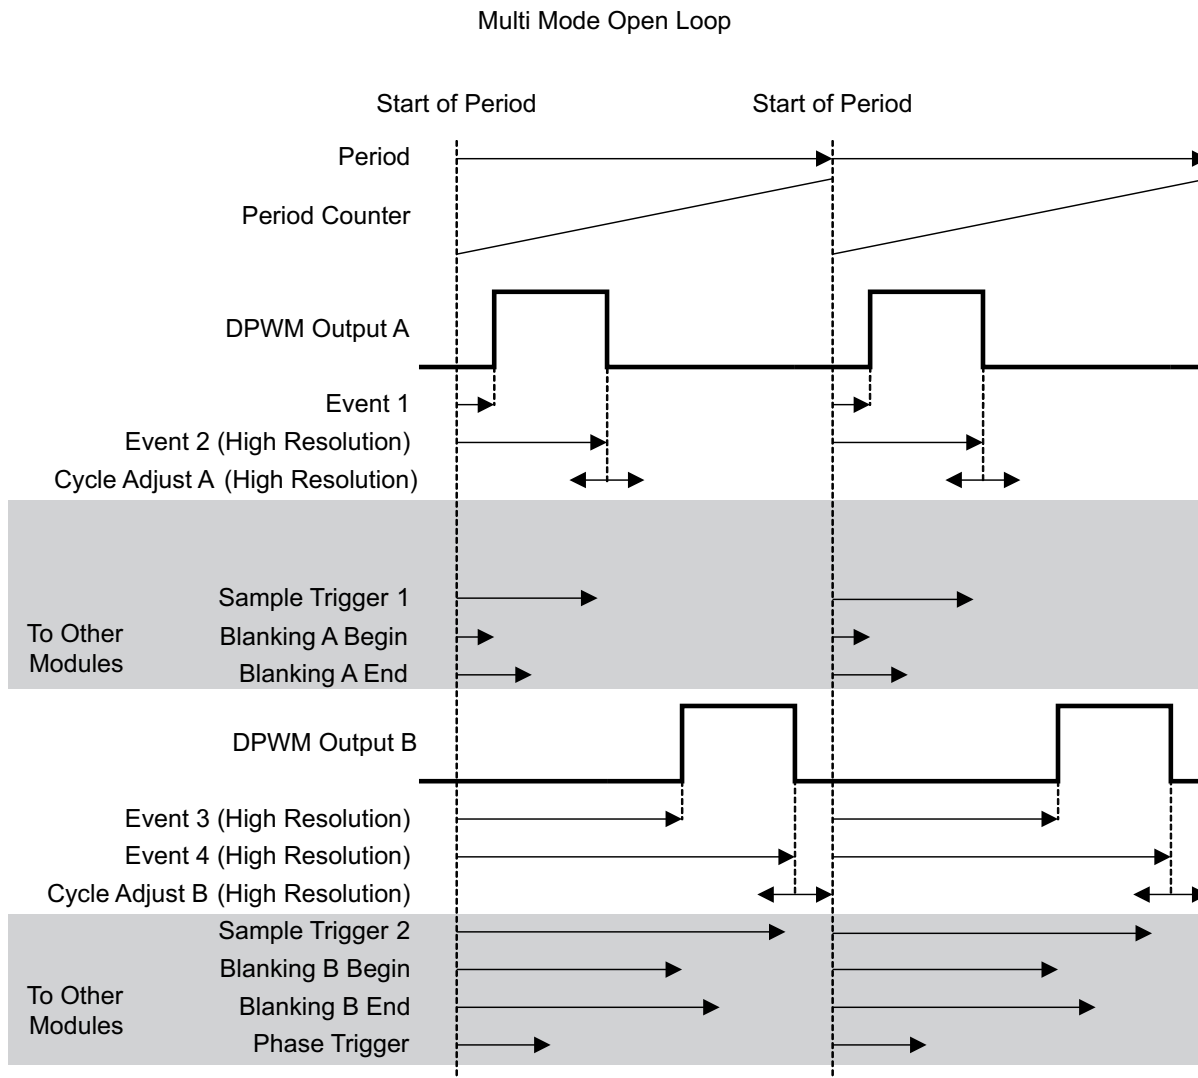 Multi Mode Open Loop
Start of Period
Start of Period
Period
Period Counter
DPWM Output A
Event 1
Event 2 (High Resolution)
Cycle Adjust A (High Resolution)
Sample Trigger 1
To Other
Modules
Blanking A Begin
Blanking A End
DPWM Output B
Event 3 (High Resolution)
Event 4 (High Resolution)
Cycle Adjust B (High Resolution)
Sample Trigger 2
Blanking B Begin
To Other
Modules
Blanking B End
Phase Trigger